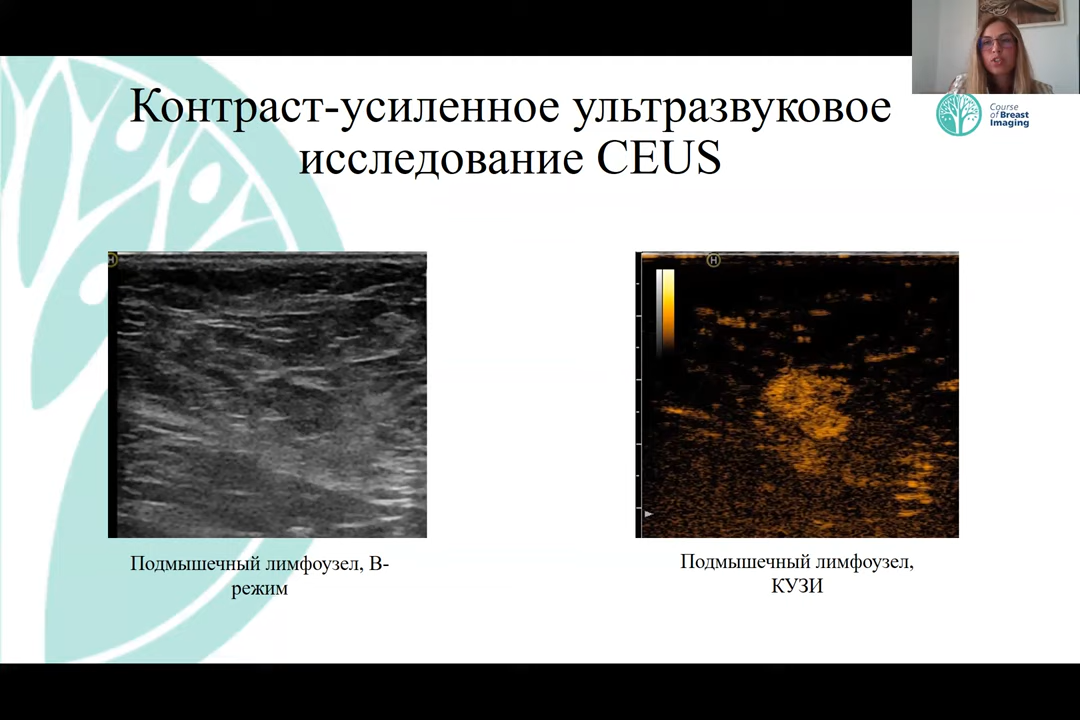 Контраст-усиленное ультразвуковое
исследование CEUS
Course
of Breast
Imaging
H
H
Подмышечный лимфоузел, В-
режим
Подмышечный лимфоузел,
КУЗИ